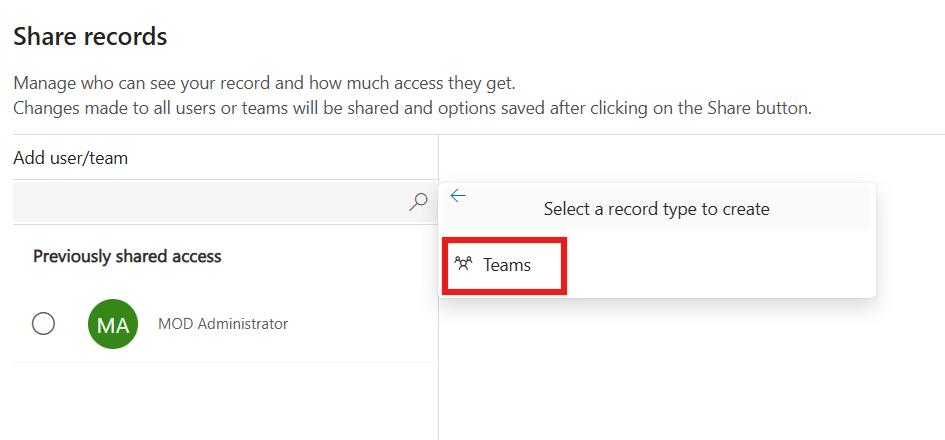 Share records
Manage who can see your record and how much access they get.
Changes made to all users or teams will be shared and options saved after clicking on the Share button.
Add user/team
Select a record type to create
Previously shared access
Teams
MA
MOD Administrator